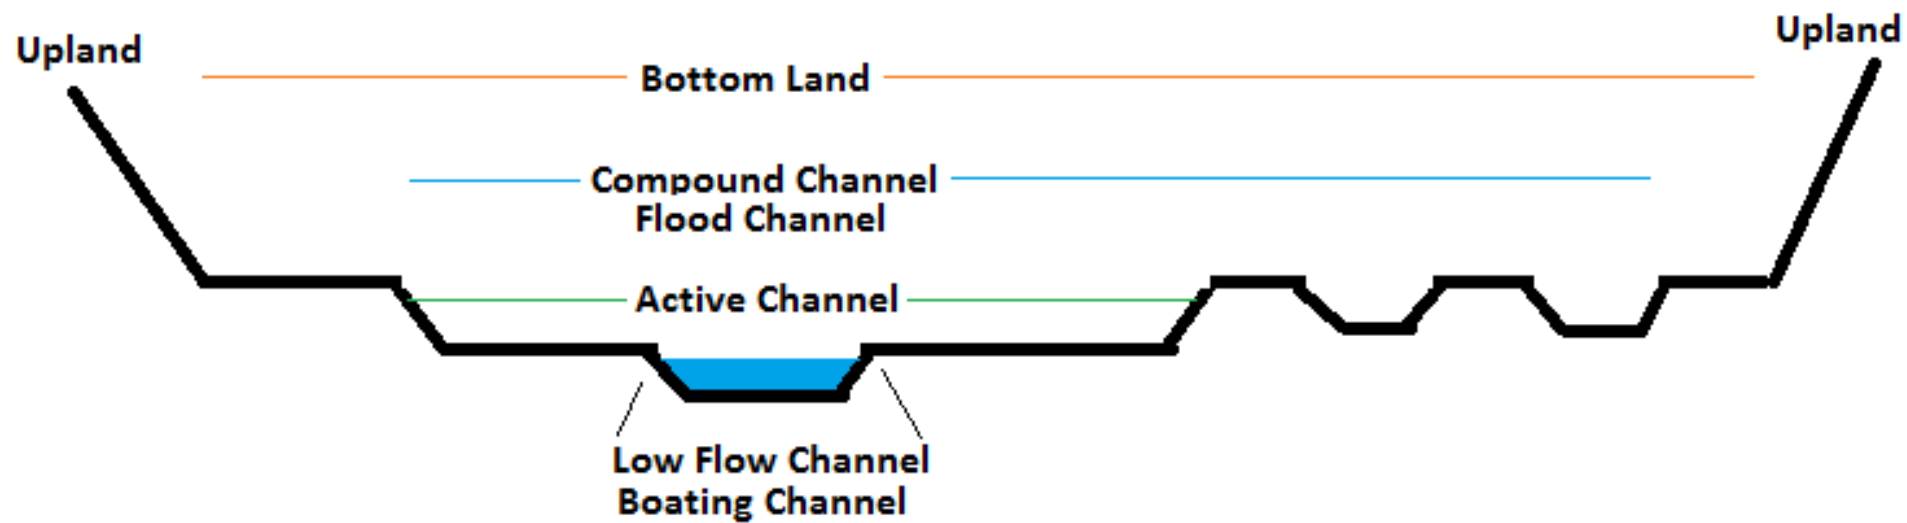 Upland
Upland
Bottom Land
Compound Channel
Flood Channel
Active Channel
Low Flow Channel
Boating Channel